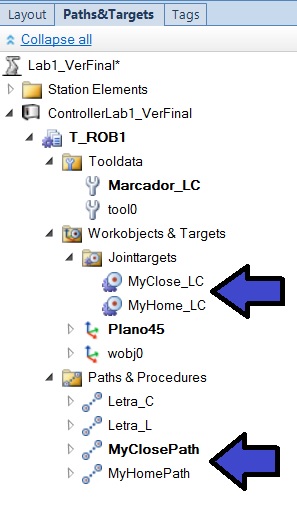 Layout Paths&Targets Tags
Collapse all
Lab1_VerFinal*
Station Elements
ControllerLab1_VerFinal
T_ROB1
Tooldata
Marcador_LC
tool0
Workobjects & Targets
Jointtargets
MyClose_LC
MyHome_LC
Plano45
wobj0
Paths & Procedures
Letra_C
Letra_L
MyClosePath
MyHomePath